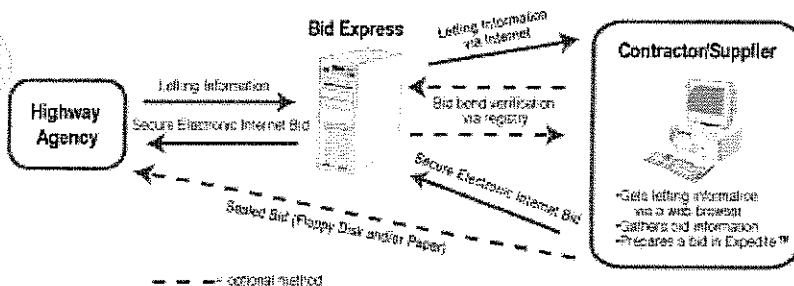 Bid Express
Letting Information
via Internet
Contractor/Supplier
Highway
Agency
Letting Information
Secure Electronic Internet Bid
Bid bond verification
via registry
Secure Electronic Internet Bid
Sealed Bid (Floppy Disk and/or Paper)
•Gets letting information
via a web browser
•Gathers bid information
•Prepares a bid in Expedite™
- optional method